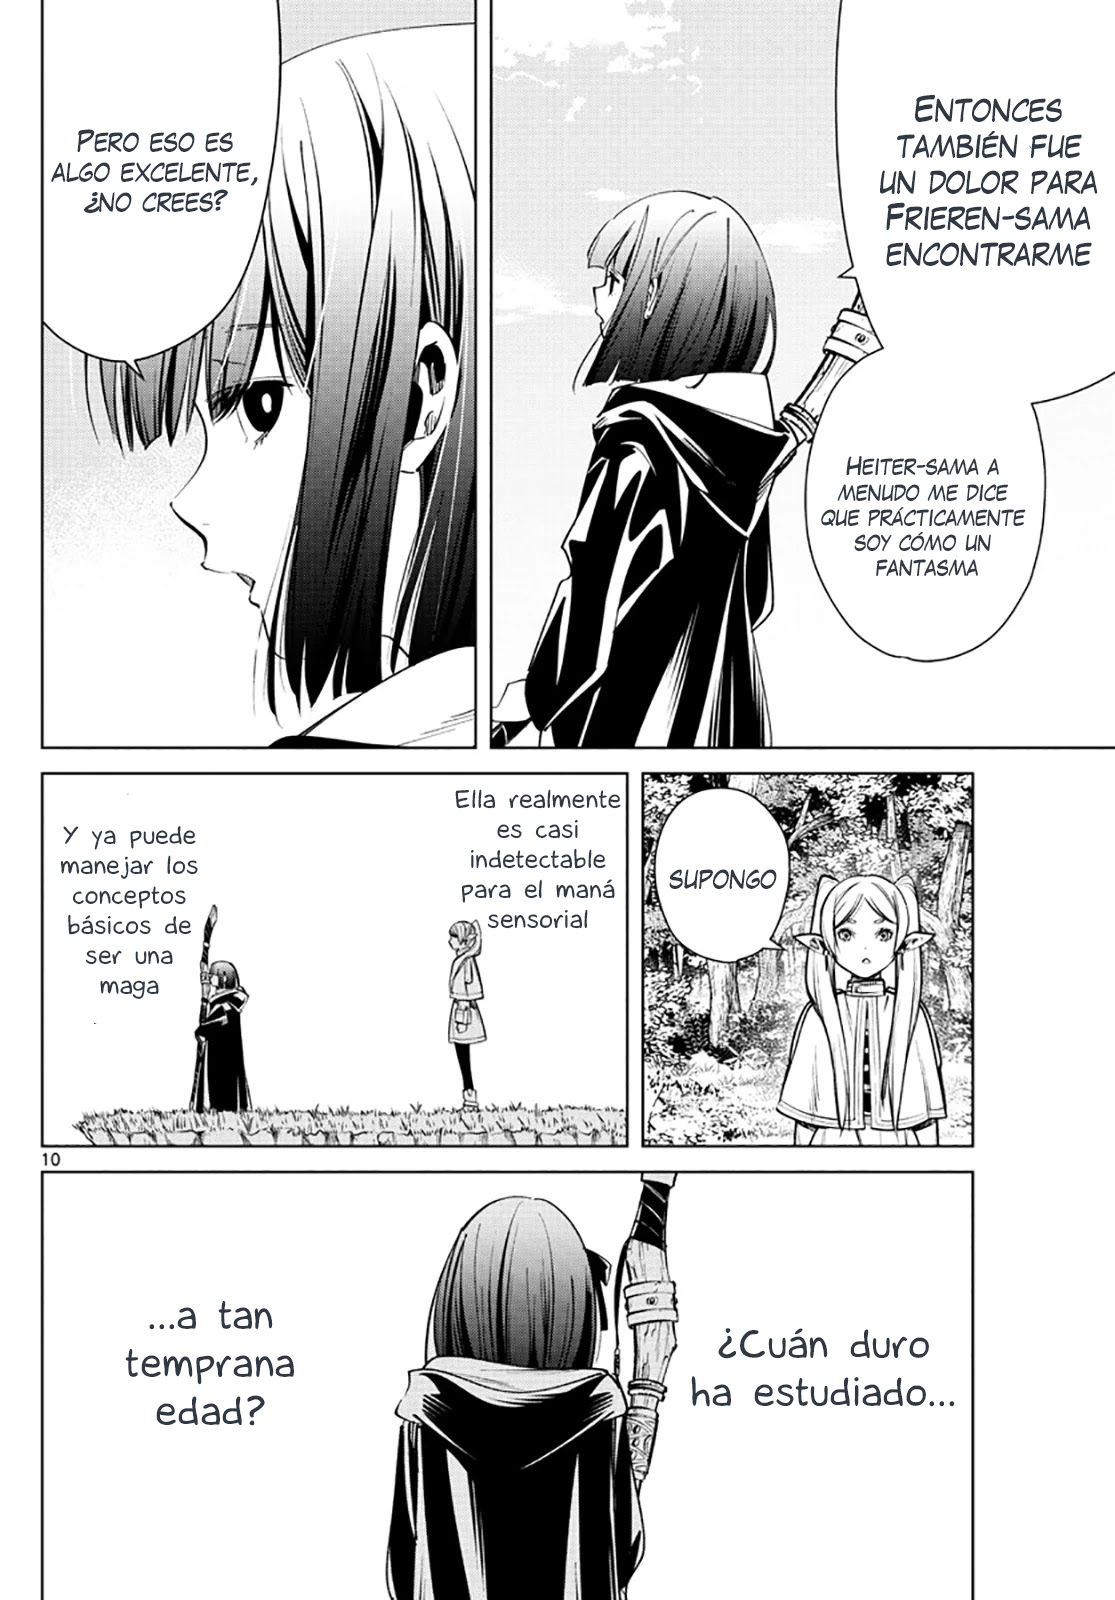 ENTONCES
TAMBIÉN FUE
UN DOLOR PARA
FRIEREN-SAMA
ENCONTRARME
HEITER-SAMA A
MENUDO ME DICE
QUE PRÁCTICAMENTE
SOY CÓMO UN
FANTASMA
PERO ESO ES
ALGO EXCELENTE,
¿NO CREES?
SUPONGO
Ella realmente
es casi
indetectable
para el maná
sensorial
Y ya puede
manejar los
conceptos
básicos de
ser una
maga
10
¿Cuán duro
ha estudiado...
...a tan
temprana
edad?